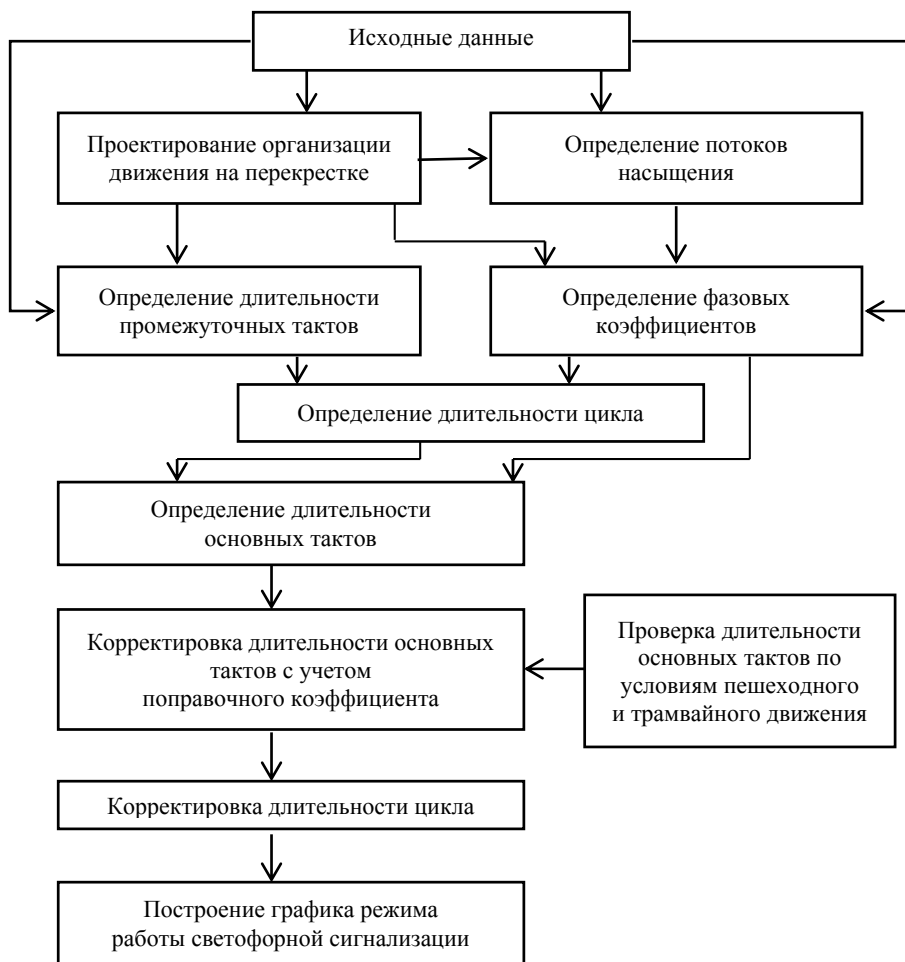 Исходные данные
Проектирование организации
движения на перекрестке
Определение потоков
насыщения
Определение длительности
промежуточных тактов
Определение фазовых
коэффициентов
Определение длительности цикла
Определение длительности
основных тактов
Корректировка длительности основных
тактов с учетом
поправочного коэффициента
Проверка длительности
основных тактов по
условиям пешеходного
и трамвайного движения
Корректировка длительности цикла
Построение графика режима
работы светофорной сигнализации